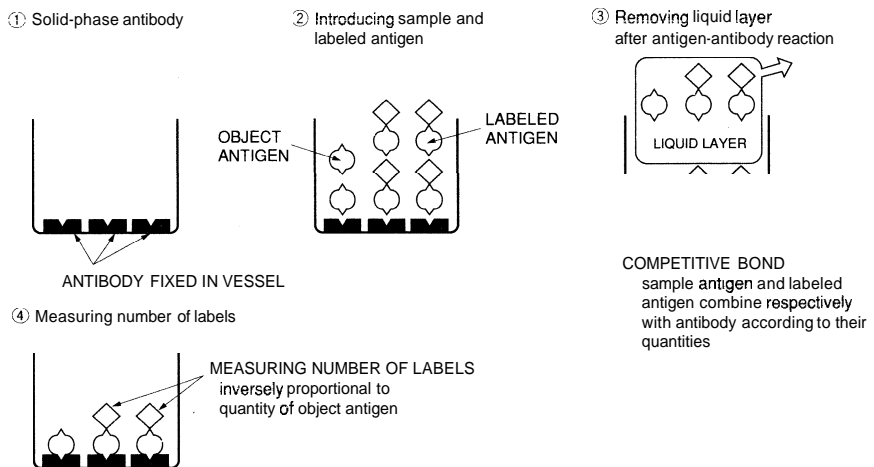 ① Solid-phase antibody
ANTIBODY FIXED IN VESSEL
② Introducing sample and
labeled antigen
OBJECT
ANTIGEN
LABELED
ANTIGEN
③ Removing liquid layer
after antigen-antibody reaction
LIQUID LAYER
COMPETITIVE BOND
sample antigen and labeled
antigen combine respectively
with antibody according to their
quantities
④ Measuring number of labels
MEASURING NUMBER OF LABELS
inversely proportional to
quantity of object antigen